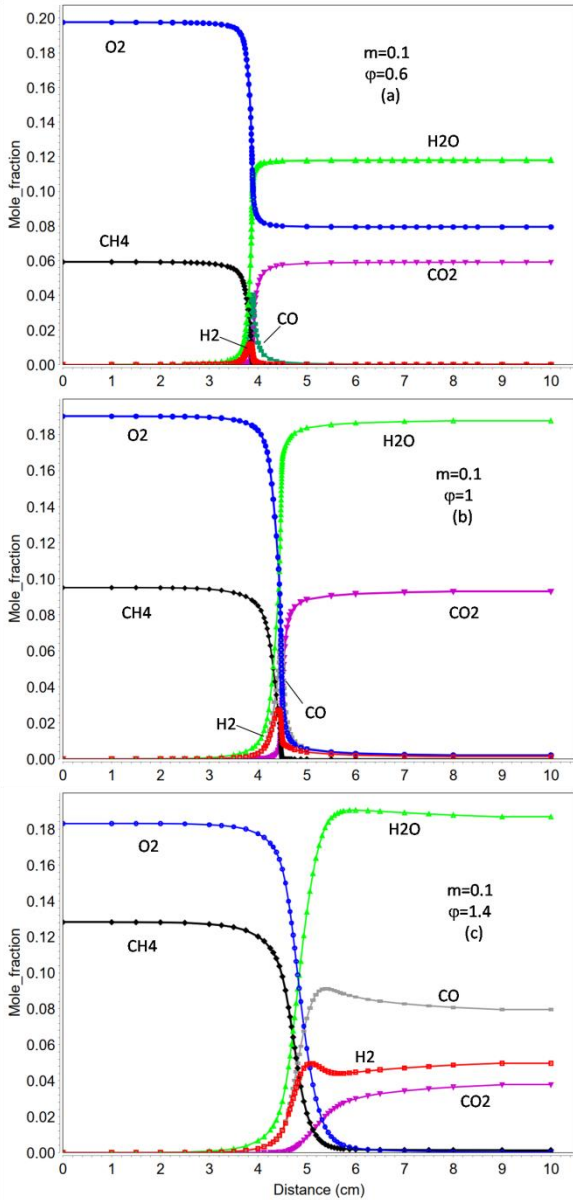 0.20
O2
m=0.1
φ=0.6
(a)
0.18
0.16
0.14
H2O
0.12
Mole_fraction
0.10
0.08
CH4
0.06
CO2
0.04
H2
CO
0.02
0.00
0 1 2 3 4 5 6 7 8 9 10
O2
H2O
0.18
0.16
m=0.1
φ=1
(b)
0.14
0.12
Mole_fraction
0.10
CH4
CO2
0.08
0.06
0.04
H2
CO
0.02
0.00
0 1 2 3 4 5 6 7 8 9 10
O2
H2O
0.18
0.16
m=0.1
φ=1.4
(c)
0.14
CH4
0.12
Mole_fraction
0.10
CO
0.08
0.06
H2
0.04
CO2
0.02
0.00
0 1 2 3 4 5 6 7 8 9 10
Distance (cm)